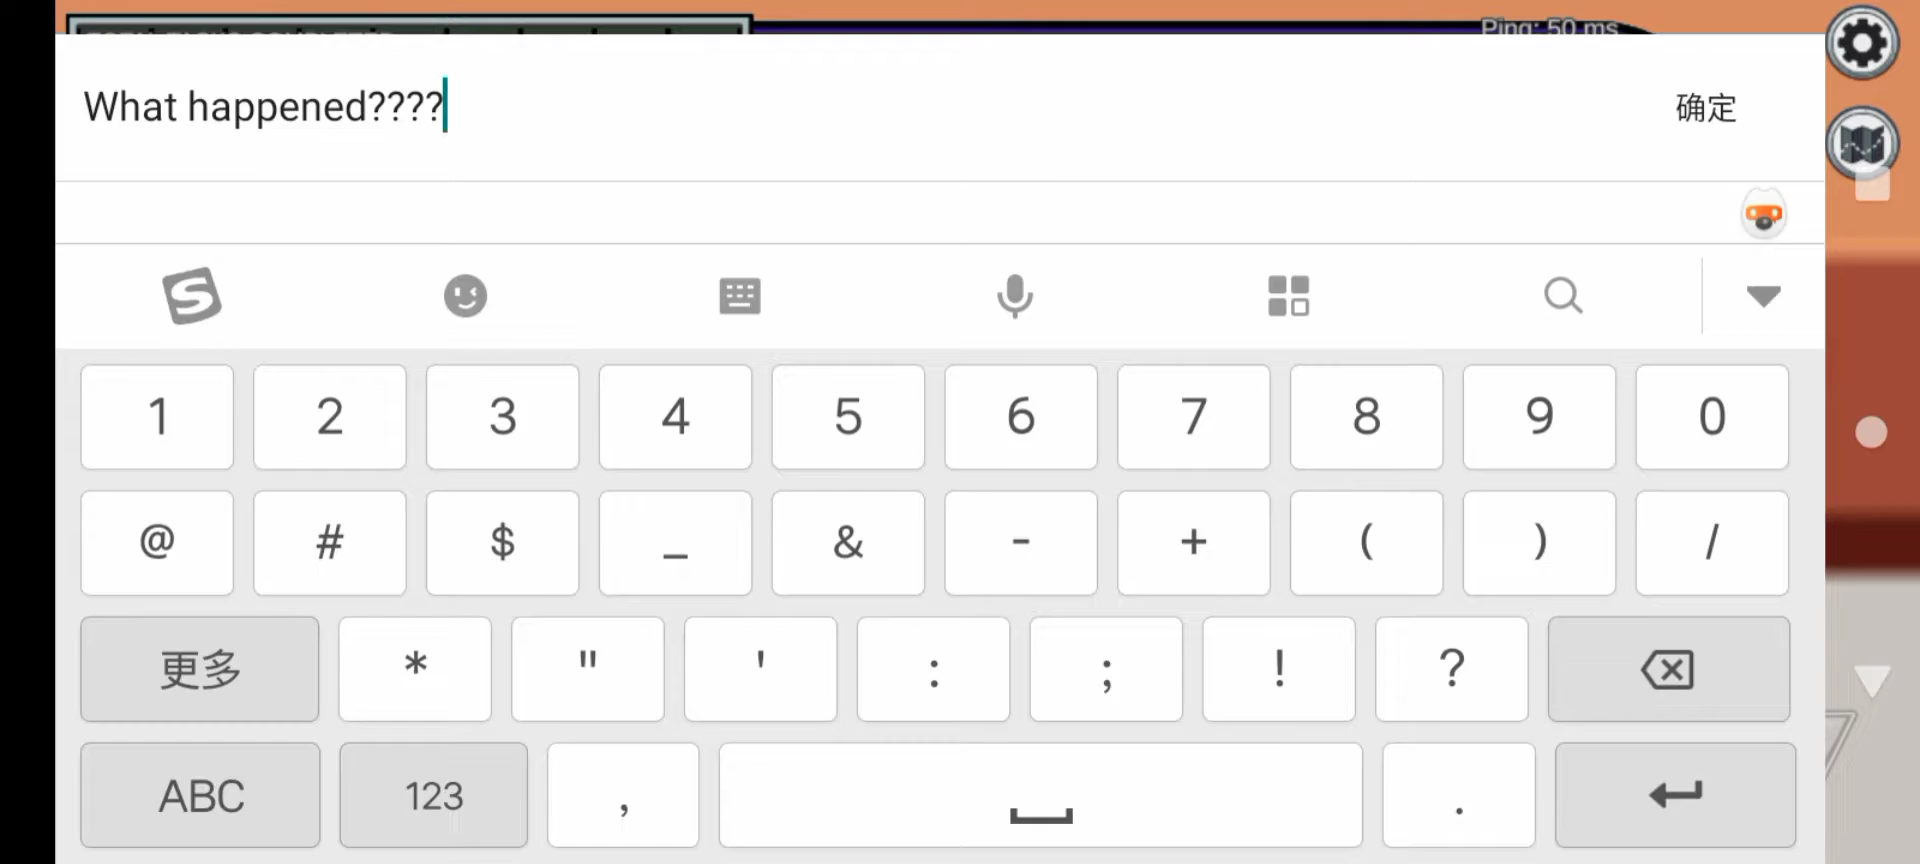 Ping: 50 ms
What happened????
确定
1 2 3 4 5 6 7 8 9 0
@ # $ _ & - + ( ) /
更多 * " ' : ; ! ?
ABC 123 , .